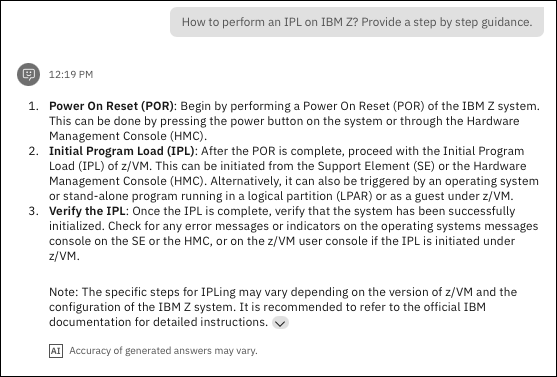 How to perform an IPL on IBM Z? Provide a step by step guidance.
12:19 PM
1. Power On Reset (POR): Begin by performing a Power On Reset (POR) of the IBM Z system.
This can be done by pressing the power button on the system or through the Hardware
Management Console (HMC).
2. Initial Program Load (IPL): After the POR is complete, proceed with the Initial Program
Load (IPL) of z/VM. This can be initiated from the Support Element (SE) or the Hardware
Management Console (HMC). Alternatively, it can also be triggered by an operating system
or stand-alone program running in a logical partition (LPAR) or as a guest under z/VM.
3. Verify the IPL: Once the IPL is complete, verify that the system has been successfully
initialized. Check for any error messages or indicators on the operating systems messages
console on the SE or the HMC, or on the z/VM user console if the IPL is initiated under
z/VM.
Note: The specific steps for IPLing may vary depending on the version of z/VM and the
configuration of the IBM Z system. It is recommended to refer to the official IBM
documentation for detailed instructions.
AI Accuracy of generated answers may vary.